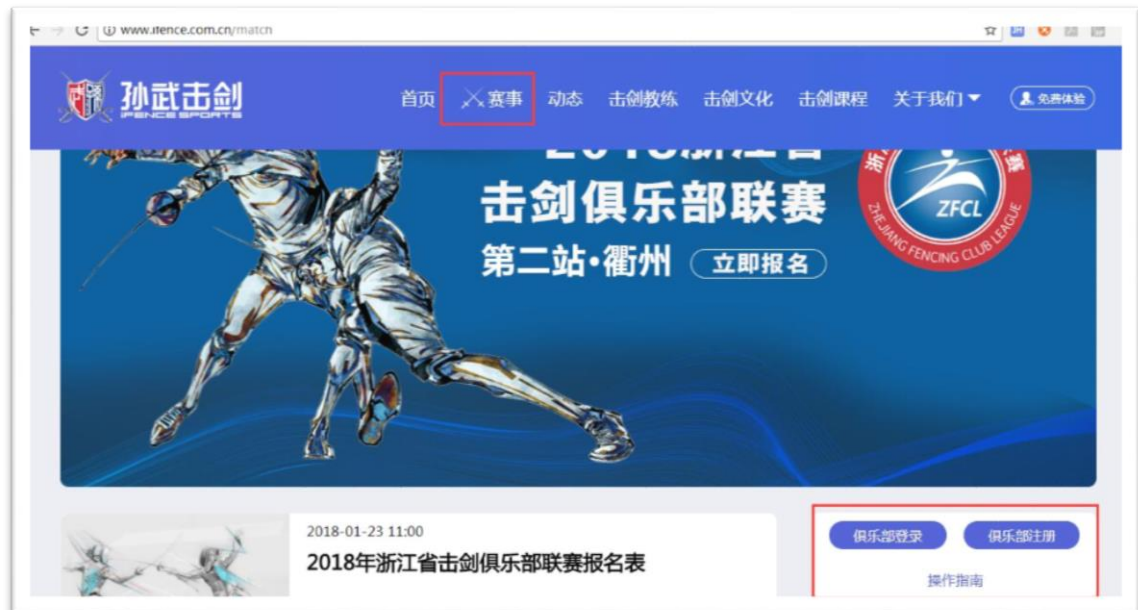 www.ifence.com.cn/match
孙武击剑
IFENCE SPORTS
首页 赛事 动态 击剑教练 击剑文化 击剑课程 关于我们 免费体验
击剑俱乐部联赛
第二站·衢州 立即报名
ZFCL
ZHEJIANG FENCING CLUB LEAGUE
2018-01-23 11:00
2018年浙江省击剑俱乐部联赛报名表
俱乐部登录 俱乐部注册
操作指南